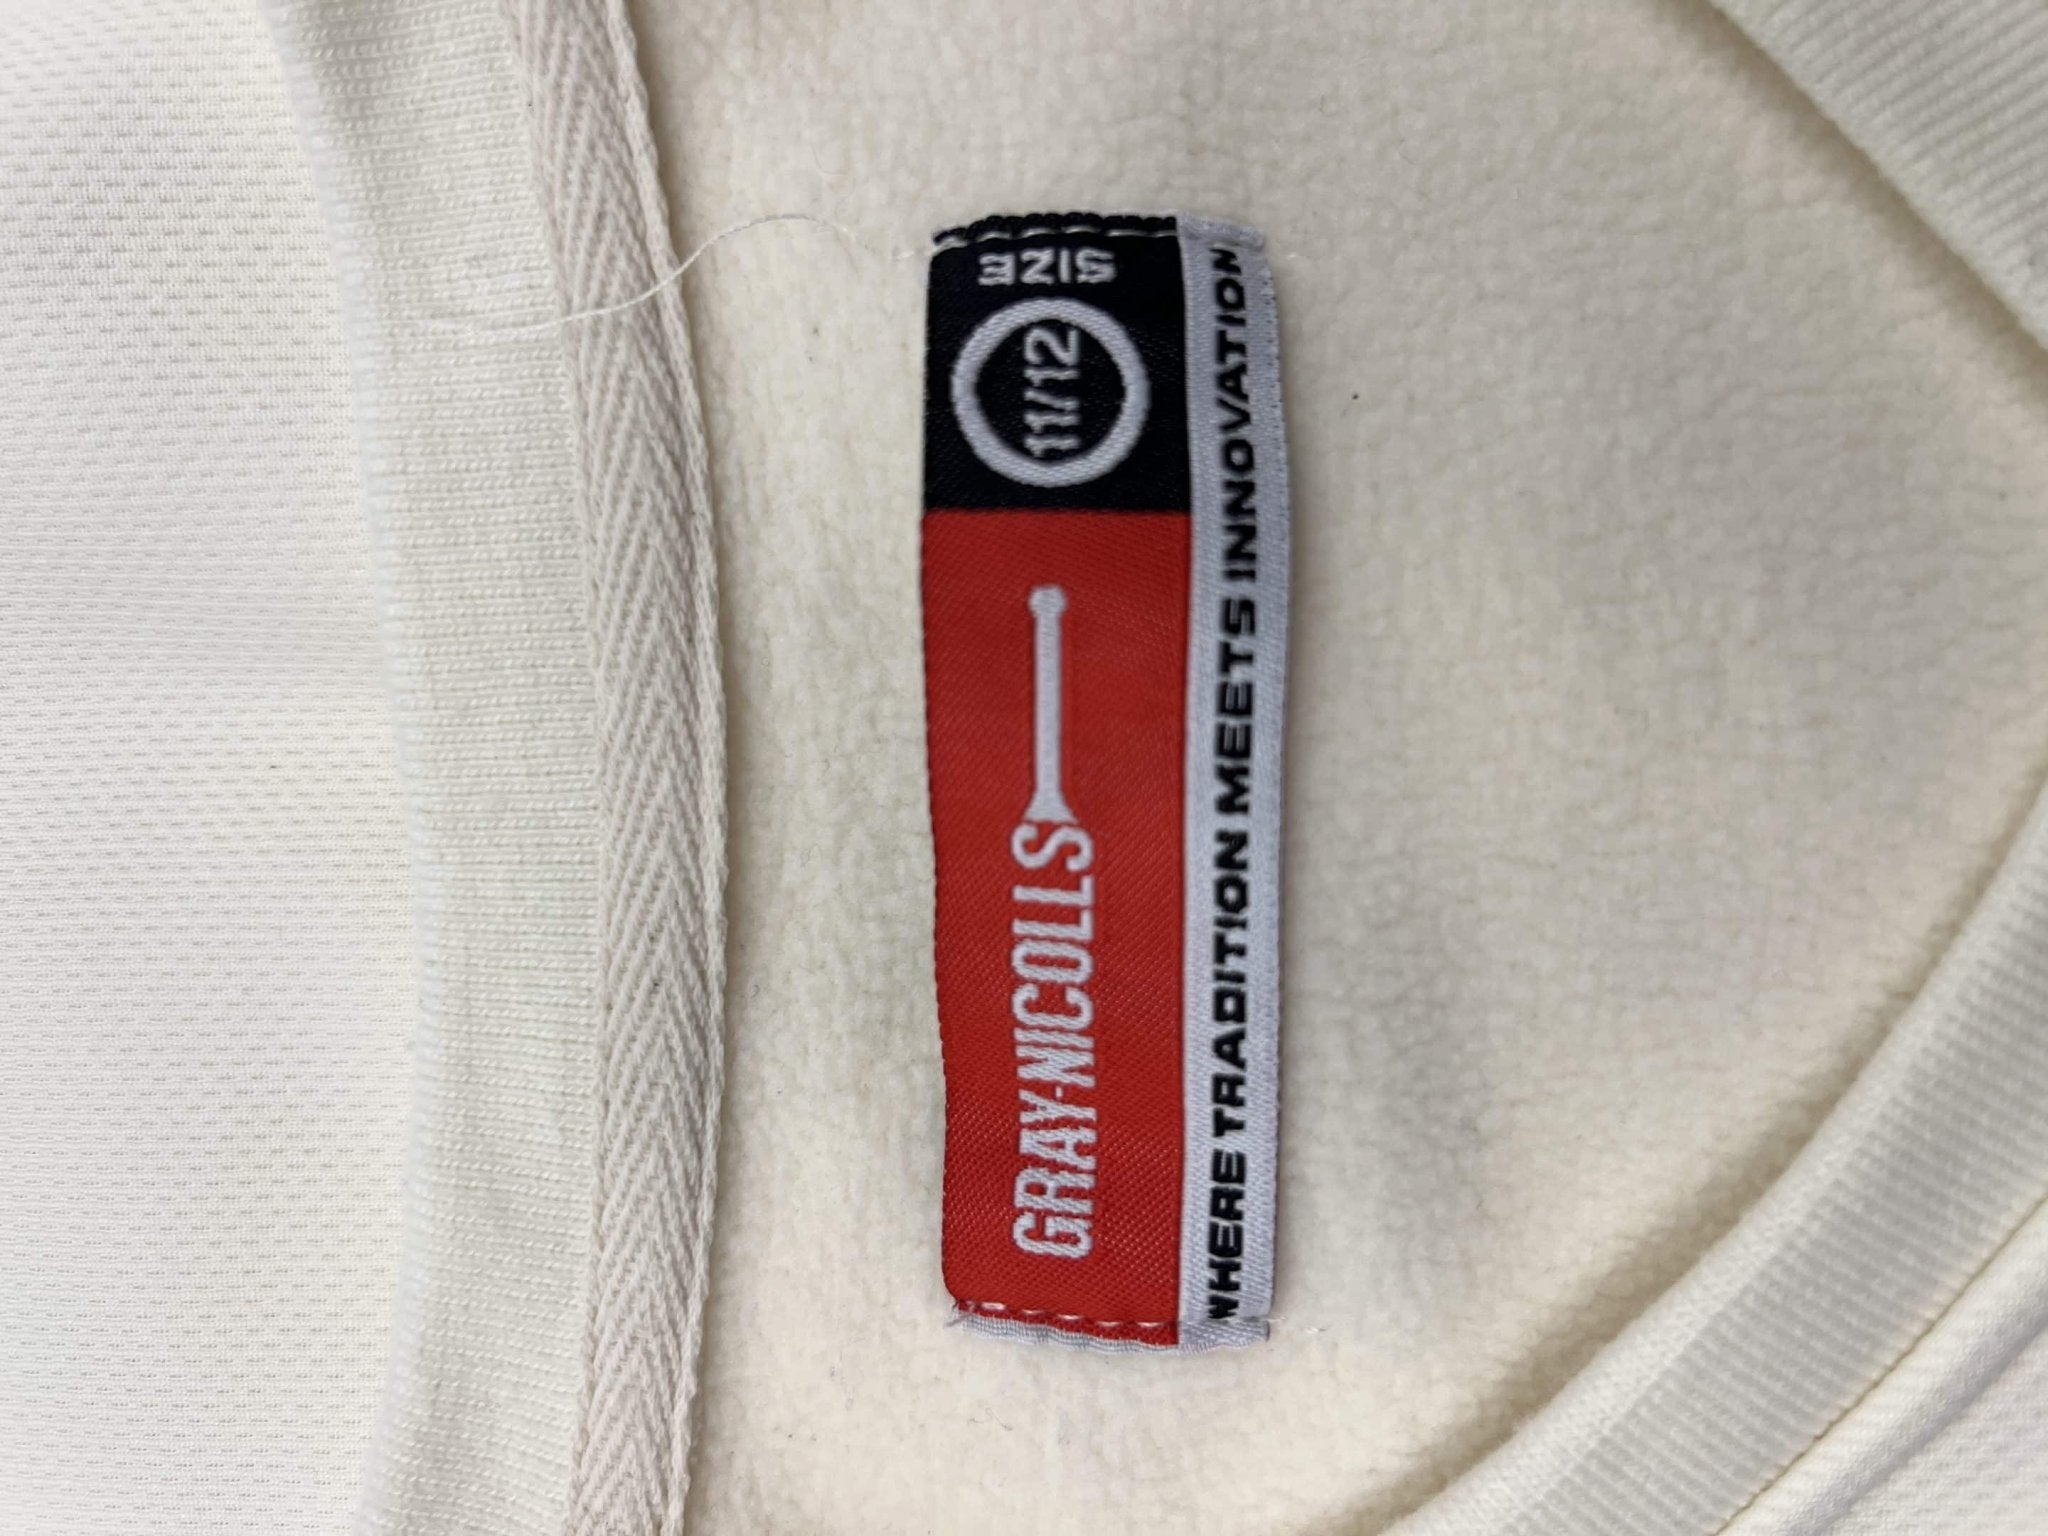 GRAY-NICOLLS
11/12
SIZE
WHERE TRADITION MEETS INNOVATION